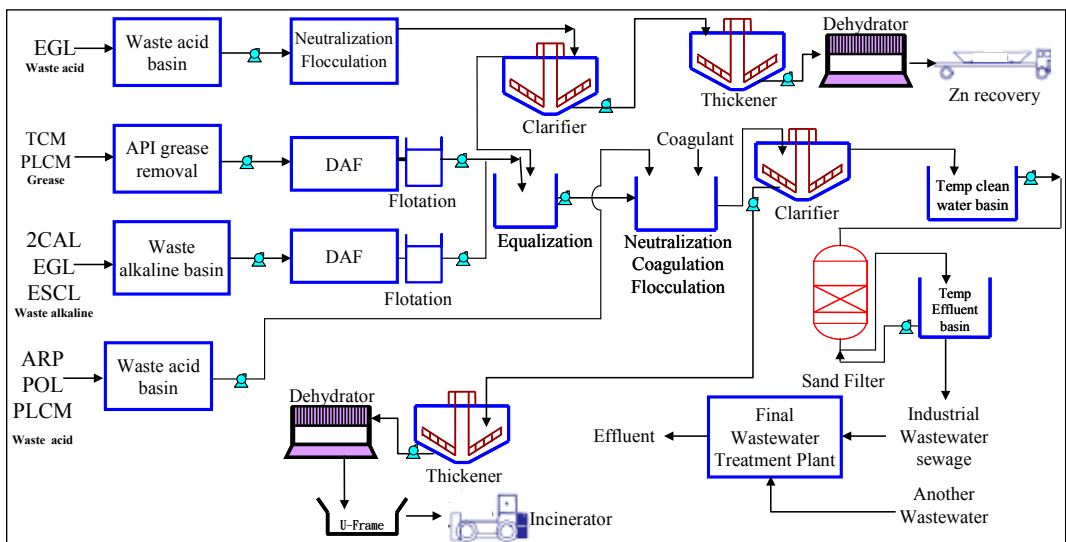 EGL
Waste acid
Waste acid
basin
Neutralization
Flocculation
Clarifier
Thickener
Dehydrator
Zn recovery
TCM
PLCM
Grease
API grease
removal
DAF
Flotation
Equalization
Coagulant
Neutralization
Coagulation
Flocculation
Clarifier
Temp clean
water basin
2CAL
EGL
ESCL
Waste alkaline
Waste
alkaline basin
DAF
Flotation
Sand Filter
Temp
Effluent
basin
ARP
POL
PLCM
Waste acid
Waste acid
basin
Dehydrator
Thickener
U-Frame
Incinerator
Effluent
Final
Wastewater
Treatment Plant
Industrial
Wastewater
sewage
Another
Wastewater